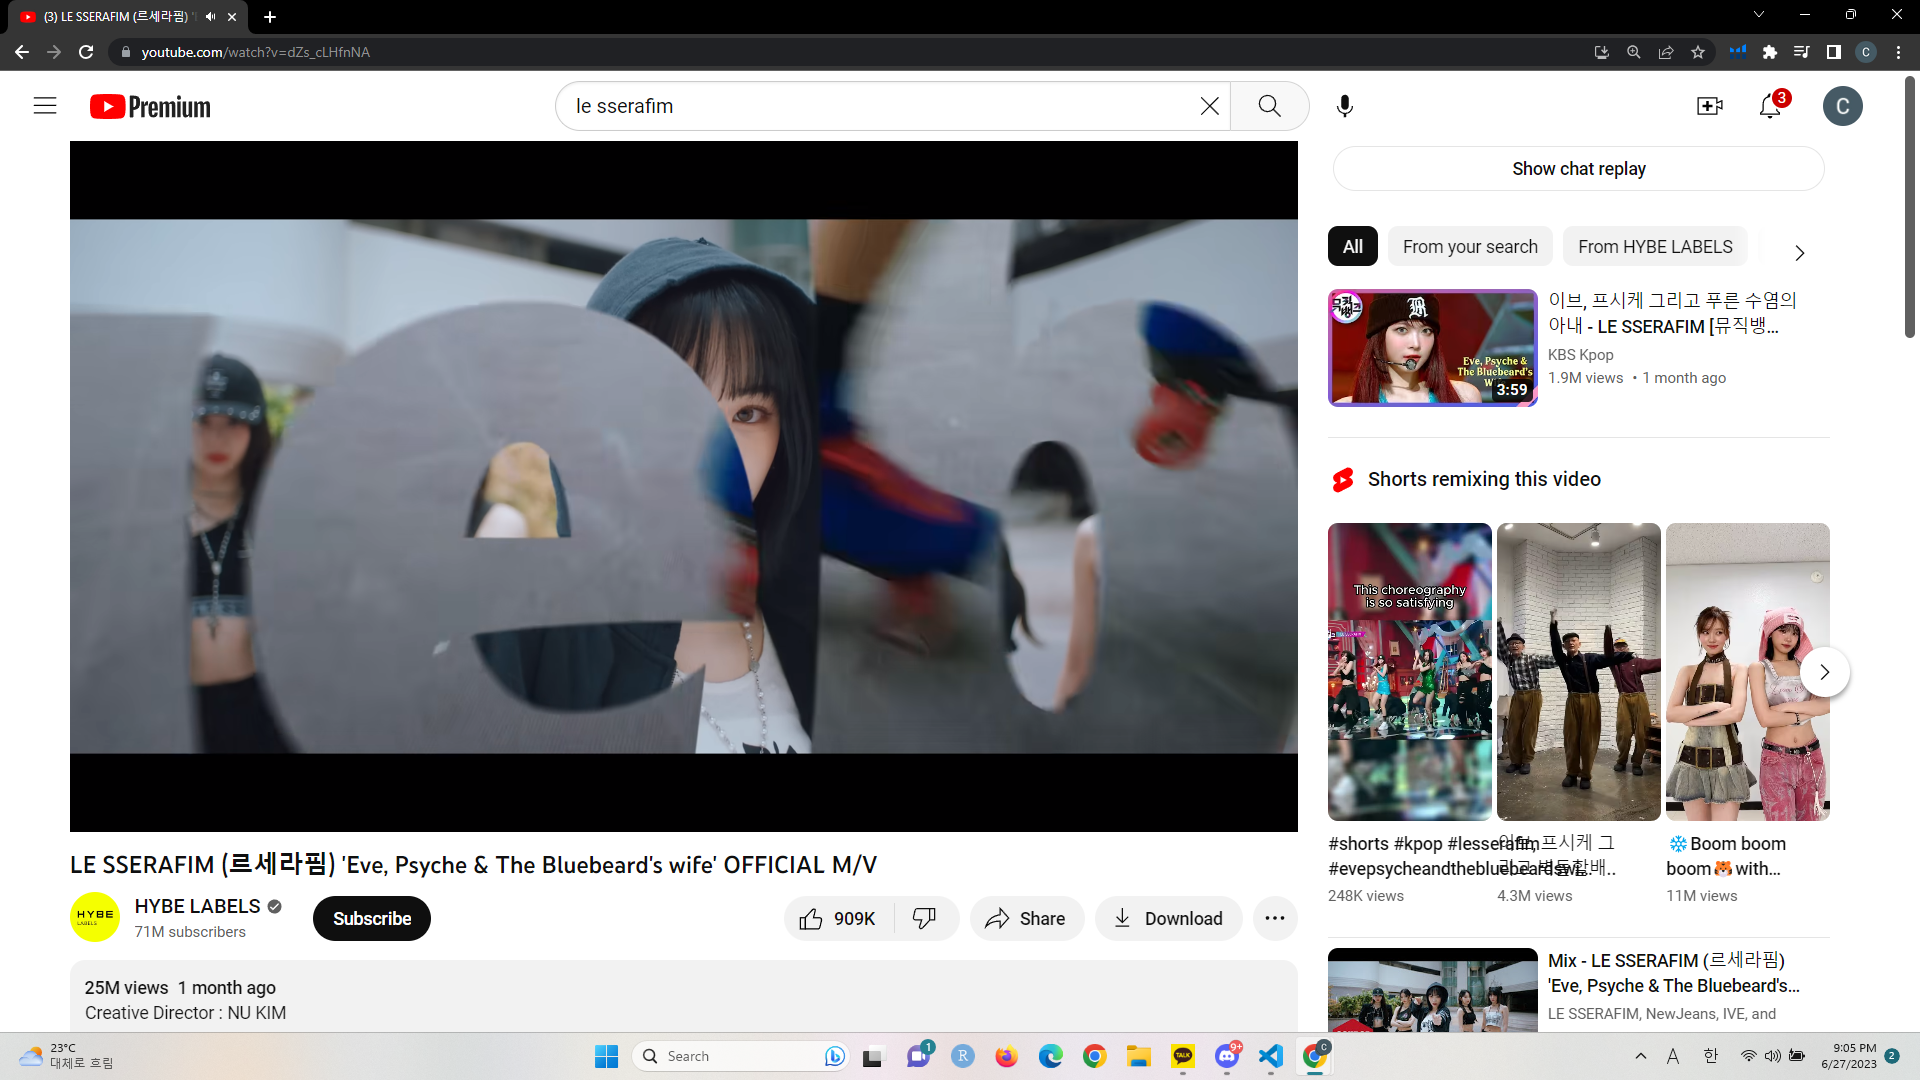 (3) LE SSERAFIM (르세라핌) '
youtube.com/watch?v=dZs_cLHfnNA
C
Premium
le sserafim
3
C
Show chat replay
All
From your search
From HYBE LABELS
뮤직뱅크
Eve, Psyche &
The Bluebeard's
3:59
이브, 프시케 그리고 푸른 수염의
아내 - LE SSERAFIM [뮤직뱅...
KBS Kpop
1.9M views • 1 month ago
Shorts remixing this video
This choreography
is so satisfying
#shorts #kpop #lesserafim
#evepsycheandthebluebeardswi...
248K views
이브, 프시케 그
4.3M views
❄️Boom boom
boom🐯with...
11M views
LE SSERAFIM (르세라핌) 'Eve, Psyche & The Bluebeard's wife' OFFICIAL M/V
HYBE
LABELS
HYBE LABELS
71M subscribers
Subscribe
909K
Share
Download
25M views 1 month ago
Creative Director : NU KIM
Mix - LE SSERAFIM (르세라핌)
'Eve, Psyche & The Bluebeard's...
LE SSERAFIM, NewJeans, IVE, and
23°C
대체로 흐림
Search
1
R
TALK
9+
C
A
한
9:05 PM
6/27/2023
2